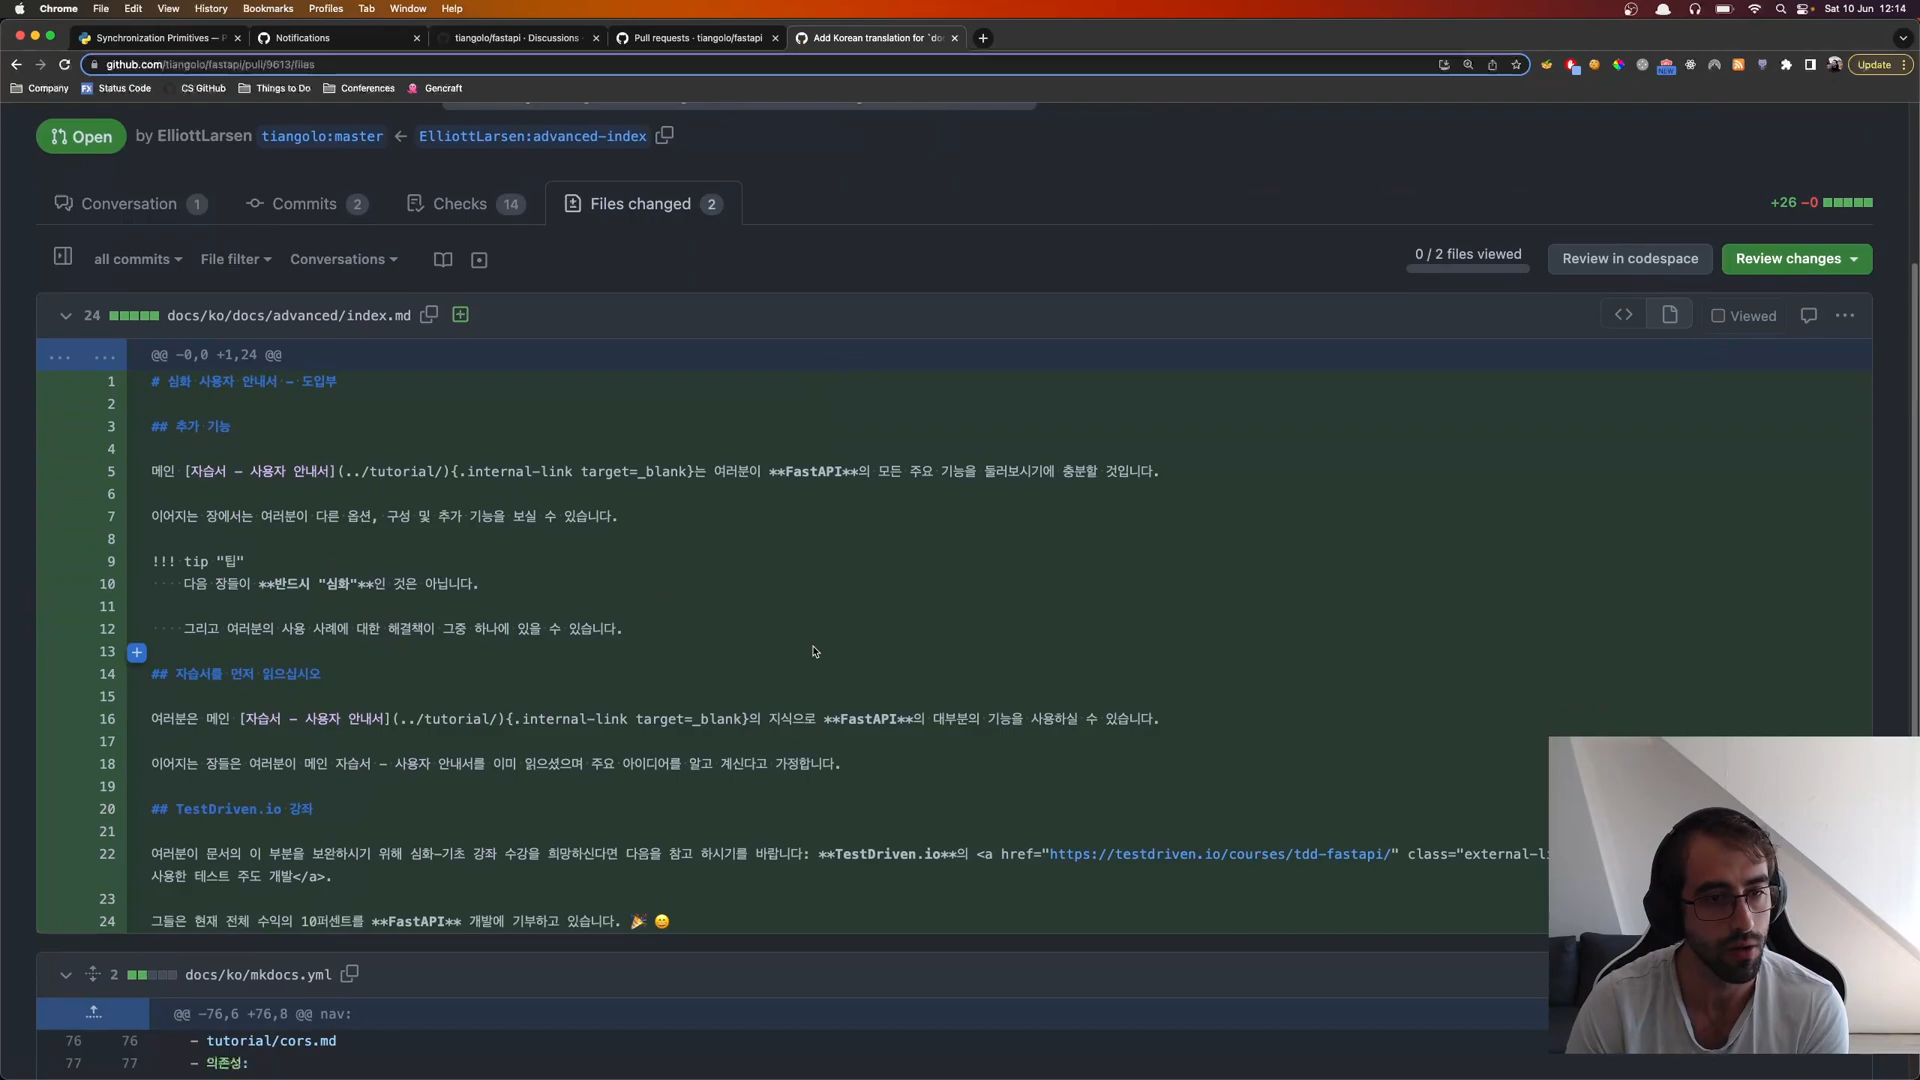 Chrome File Edit View History Bookmarks Profiles Tab Window Help Sat 10 Jun 12:14
Synchronization Primitives — P Notifications tiangolo/fastapi · Discussions Pull requests · tiangolo/fastapi Add Korean translation for `do
github.com/tiangolo/fastapi/pull/9613/files Update
Company Status Code CS GitHub Things to Do Conferences Gencraft NEW
Open by ElliottLarsen tiangolo:master ← ElliottLarsen:advanced-index
Conversation 1 Commits 2 Checks 14 Files changed 2 +26 −0
all commits File filter Conversations 0 / 2 files viewed Review in codespace Review changes
24 docs/ko/docs/advanced/index.md Viewed
... ... @@ -0,0 +1,24 @@
1 # 심화 사용자 안내서 - 도입부
2
3 ## 추가 기능
4
5 메인 [자습서 - 사용자 안내서](../tutorial/){.internal-link target=_blank}는 여러분이 **FastAPI**의 모든 주요 기능을 둘러보시기에 충분할 것입니다.
6
7 이어지는 장에서는 여러분이 다른 옵션, 구성 및 추가 기능을 보실 수 있습니다.
8
9 !!! tip "팁"
10 다음 장들이 **반드시 "심화"**인 것은 아닙니다.
11
12 그리고 여러분의 사용 사례에 대한 해결책이 그중 하나에 있을 수 있습니다.
13
14 ## 자습서를 먼저 읽으십시오
15
16 여러분은 메인 [자습서 - 사용자 안내서](../tutorial/){.internal-link target=_blank}의 지식으로 **FastAPI**의 대부분의 기능을 사용하실 수 있습니다.
17
18 이어지는 장들은 여러분이 메인 자습서 - 사용자 안내서를 이미 읽으셨으며 주요 아이디어를 알고 계신다고 가정합니다.
19
20 ## TestDriven.io 강좌
21
22 여러분이 문서의 이 부분을 보완하시기 위해 심화-기초 강좌 수강을 희망하신다면 다음을 참고 하시기를 바랍니다: **TestDriven.io**의 <a href="https://testdriven.io/courses/tdd-fastapi/" class="external-li
사용한 테스트 주도 개발</a>.
23
24 그들은 현재 전체 수익의 10퍼센트를 **FastAPI** 개발에 기부하고 있습니다. 🎉 😄
2 docs/ko/mkdocs.yml
@@ -76,6 +76,8 @@ nav:
76 76 - tutorial/cors.md
77 77 - 의존성: